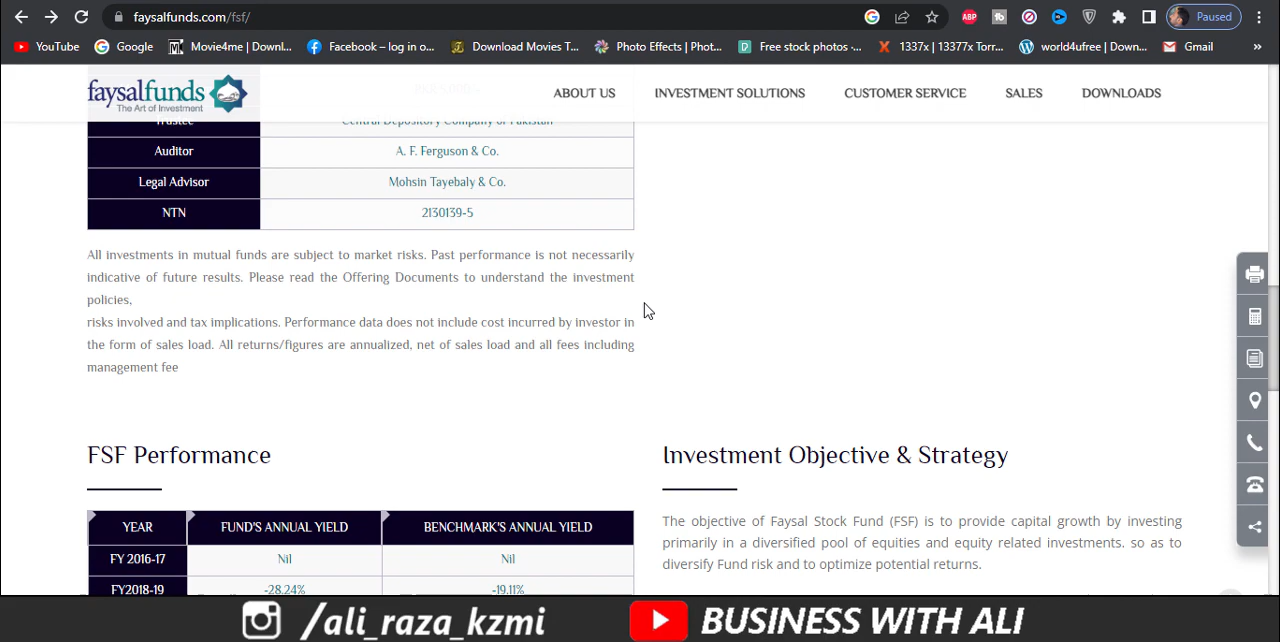 faysalfunds.com/fsf/
ABP
Paused
YouTube
Google
Movie4me | Downl...
Facebook – log in o...
Download Movies T...
Photo Effects | Phot...
Free stock photos -...
1337x | 13377x Torr...
world4ufree | Down...
Gmail
»
faysalfunds
The Art of Investment
ABOUT US
INVESTMENT SOLUTIONS
CUSTOMER SERVICE
SALES
DOWNLOADS
Trustee Central Depository Company of Pakistan
Auditor A. F. Ferguson & Co.
Legal Advisor Mohsin Tayebaly & Co.
NTN 2130139-5
All investments in mutual funds are subject to market risks. Past performance is not necessarily
indicative of future results. Please read the Offering Documents to understand the investment
policies,
risks involved and tax implications. Performance data does not include cost incurred by investor in
the form of sales load. All returns/figures are annualized, net of sales load and all fees including
management fee
FSF Performance
YEAR FUND'S ANNUAL YIELD BENCHMARK'S ANNUAL YIELD
FY 2016-17 Nil Nil
FY2018-19 -28.24% -19.11%
Investment Objective & Strategy
The objective of Faysal Stock Fund (FSF) is to provide capital growth by investing
primarily in a diversified pool of equities and equity related investments. so as to
diversify Fund risk and to optimize potential returns.
/ali_raza_kzmi
BUSINESS WITH ALI